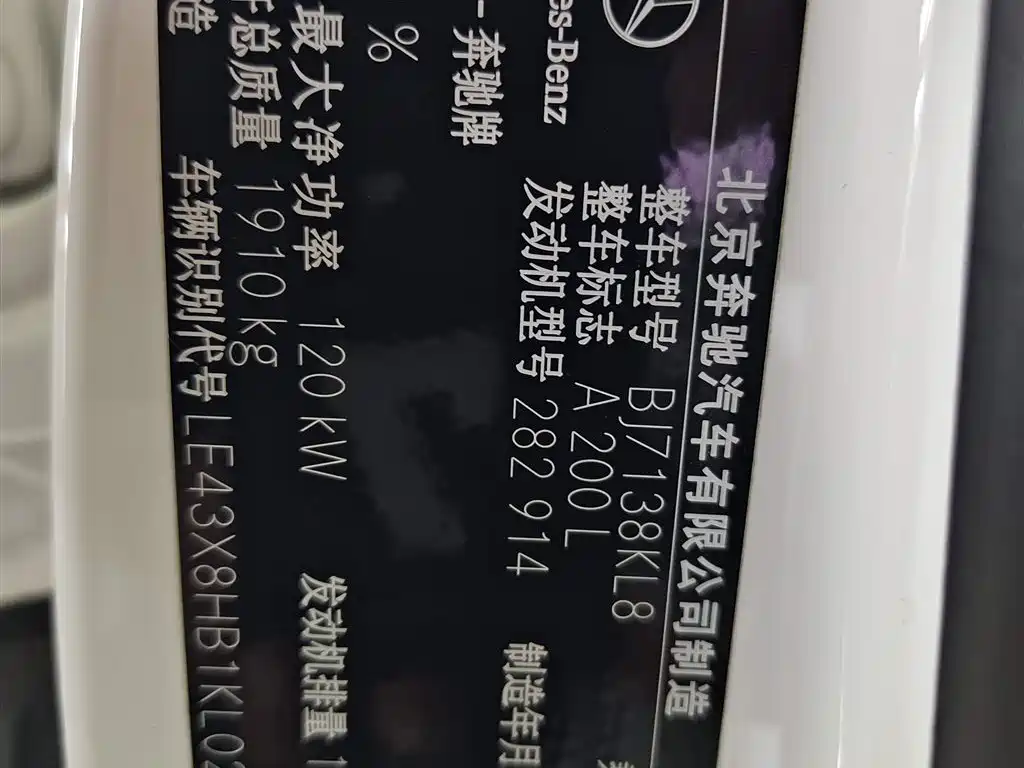 es-Benz
北京奔驰汽车有限公司制造
整车型号 BJ7138KL8
整车标志 A 200 L
发动机型号 282 914 制造年月
奔驰牌
%
最大净功率 120 kW 发动机排量 1
总质量 1910 kg
造
车辆识别代号 LE43X8HB1KL0